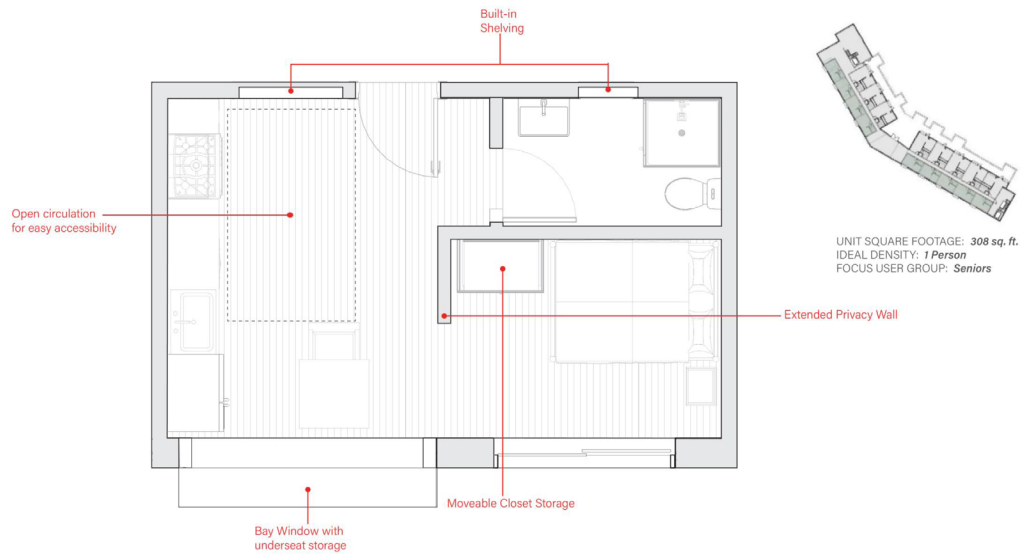 Built-in
Shelving
Open circulation
for easy accessibility
UNIT SQUARE FOOTAGE: 308 sq. ft.
IDEAL DENSITY: 1 Person
FOCUS USER GROUP: Seniors
Extended Privacy Wall
Moveable Closet Storage
Bay Window with
underseat storage